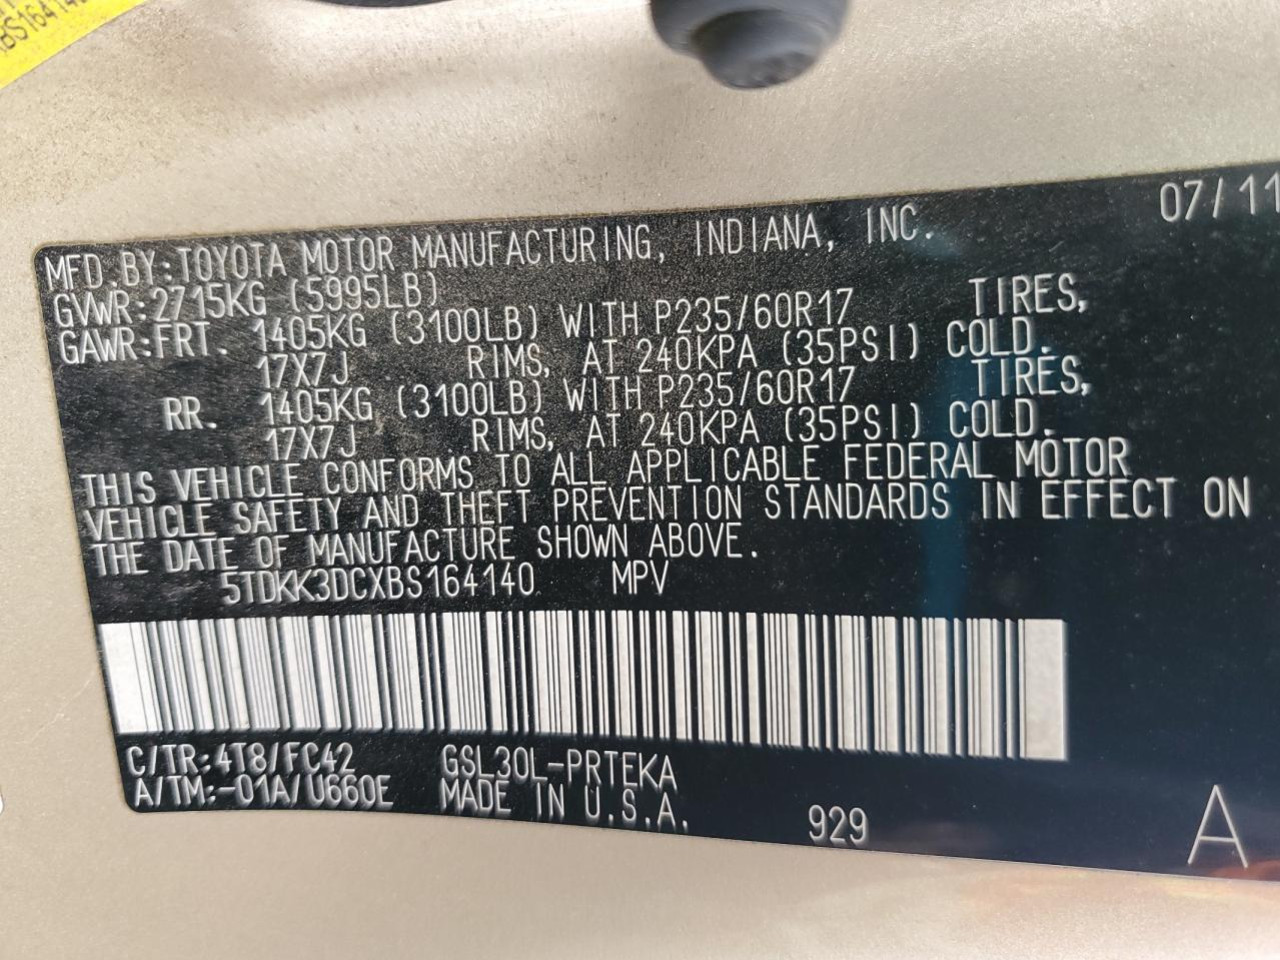 BS16414
07/11
MFD.BY:TOYOTA MOTOR MANUFACTURING, INDIANA, INC.
GVWR:2715KG (5995LB)
GAWR:FRT. 1405KG (3100LB) WITH P235/60R17 TIRES,
17X7J RIMS, AT 240KPA (35PSI) COLD.
RR. 1405KG (3100LB) WITH P235/60R17 TIRES,
17X7J RIMS, AT 240KPA (35PSI) COLD.
THIS VEHICLE CONFORMS TO ALL APPLICABLE FEDERAL MOTOR
VEHICLE SAFETY AND THEFT PREVENTION STANDARDS IN EFFECT ON
THE DATE OF MANUFACTURE SHOWN ABOVE.
5TDKK3DCXBS164140 MPV
C/TR:4T8/FC42 GSL30L-PRTEKA
A/TM:-01A/U660E MADE IN U.S.A.
929
A